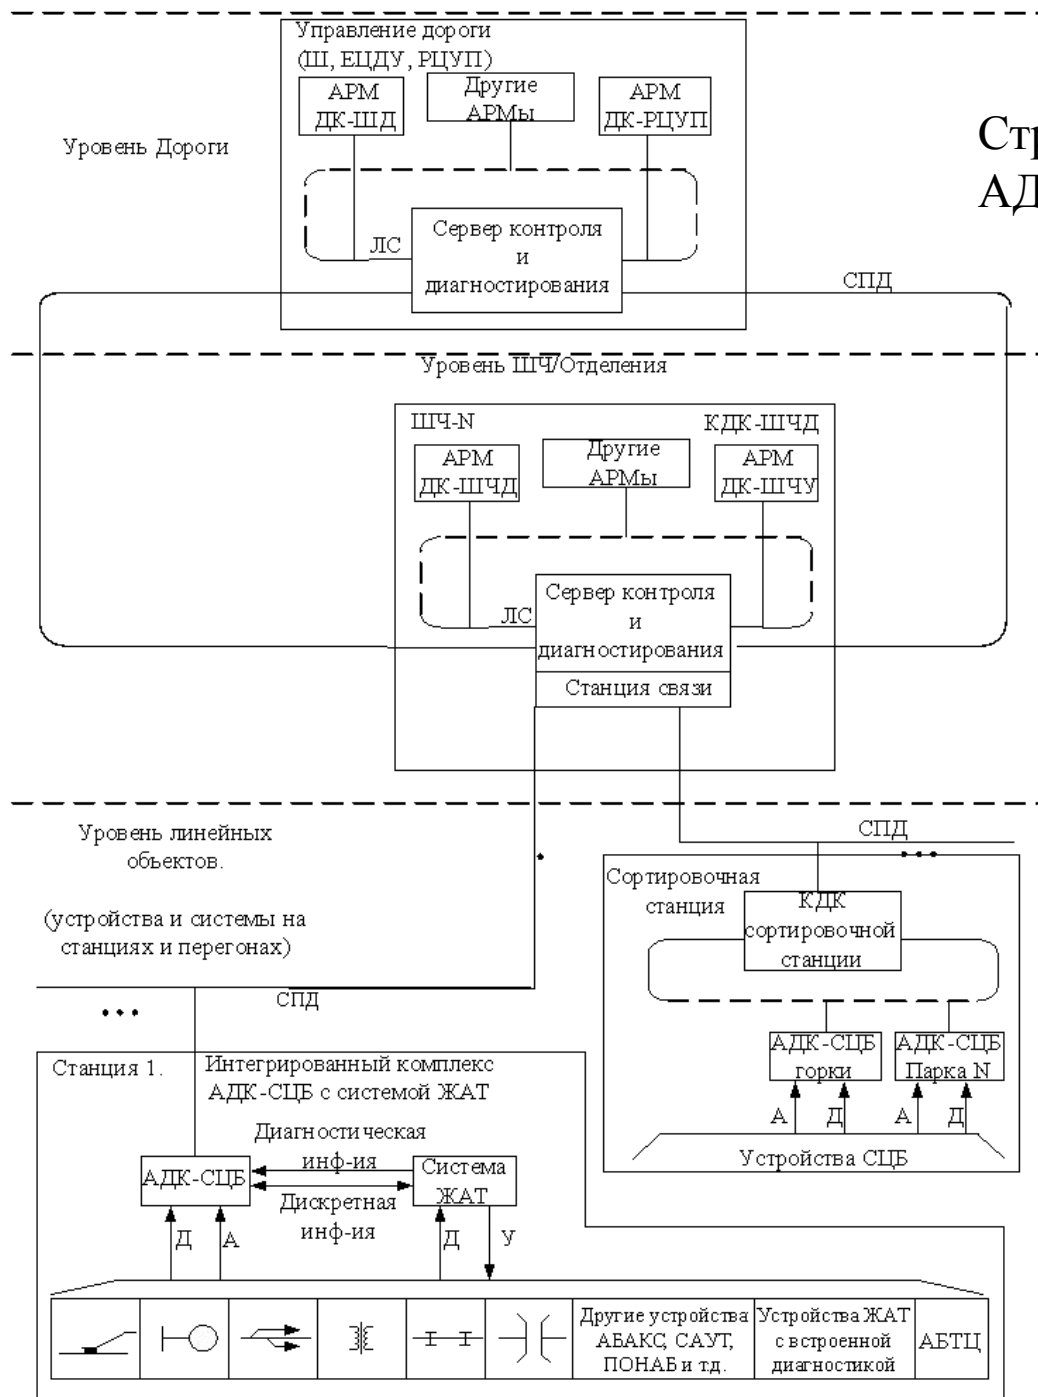 Управление дороги
(Ш, ЕЦДУ, РЦУП)
АРМ
ДК-ШД
Другие
АРМы
АРМ
ДК-РЦУП
Уровень Дороги
Сервер контроля
и
диагностирования
ЛС
СПД
Уровень ШЧ/Отделения
ШЧ-N
КДК-ШЧД
АРМ
ДК-ШЧД
Другие
АРМы
АРМ
ДК-ШЧУ
Сервер контроля
и
диагностирования
ЛС
Станция связи
Уровень линейных
объектов.
(устройства и системы на
станциях и перегонах)
СПД
...
СПД
...
Сортировочная
станция
КДК
сортировочной
станции
АДК-СЦБ
горки
АДК-СЦБ
Парка N
А
Д
А
Д
Устройства СЦБ
Станция 1.
Интегрированный комплекс
АДК-СЦБ с системой ЖАТ
Диагностическая
инф-ия
АДК-СЦБ
Система
ЖАТ
Дискретная
инф-ия
Д
А
Д
У
Другие устройства
АБАКС, САУТ,
ПОНАБ и т.д.
Устройства ЖАТ
с встроенной
диагностикой
АБТЦ